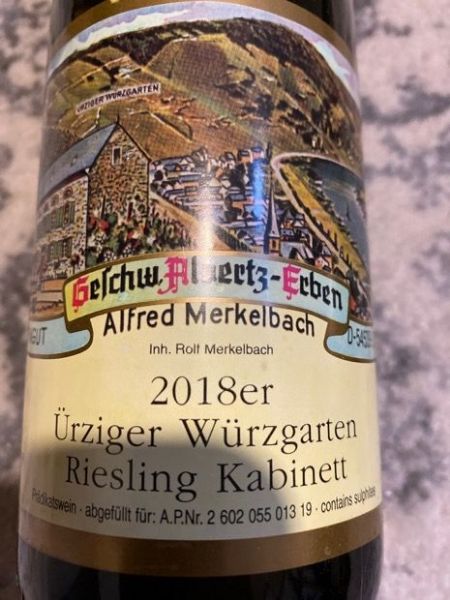 ÜRZIGER WÜRZGARTEN
Geschw. Albertz-Erben
Alfred Merkelbach
Inh. Rolf Merkelbach
2018er
Ürziger Würzgarten
Riesling Kabinett
Prädikatswein · abgefüllt für: A.P.Nr. 2 602 055 013 19 · contains sulphites